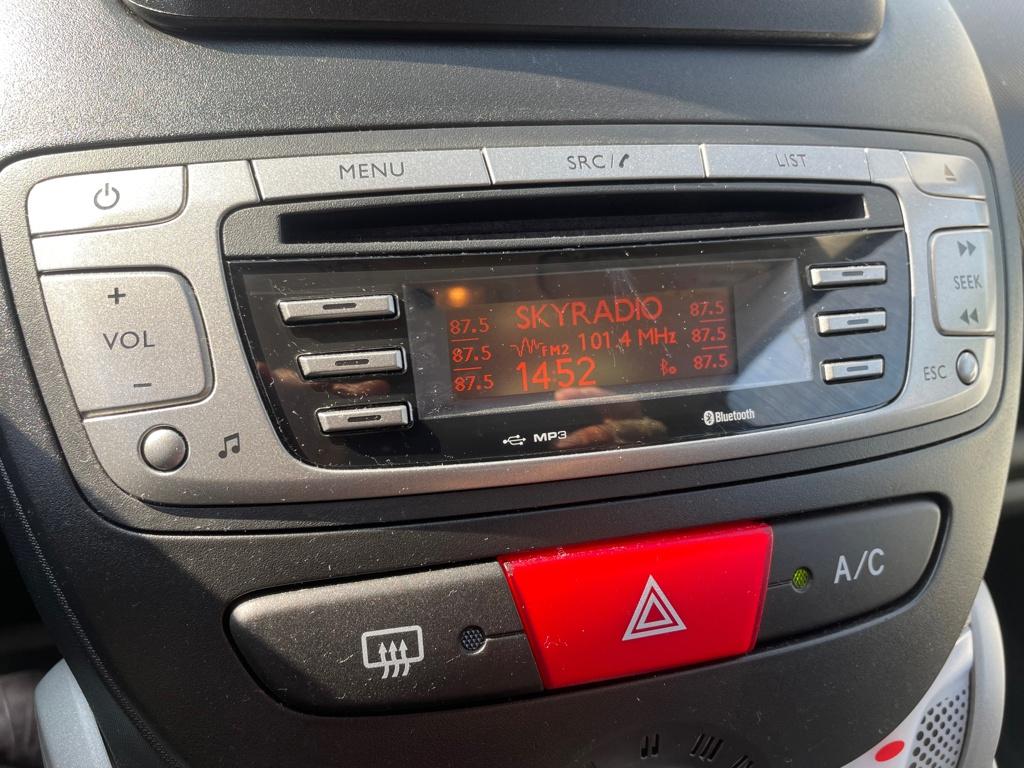 MENU
SRC/
LIST
+
VOL
−
SEEK
ESC
87.5 SKYRADIO 87.5
87.5 FM2 101.4 MHz 87.5
87.5 14:52 87.5
MP3
Bluetooth
A/C